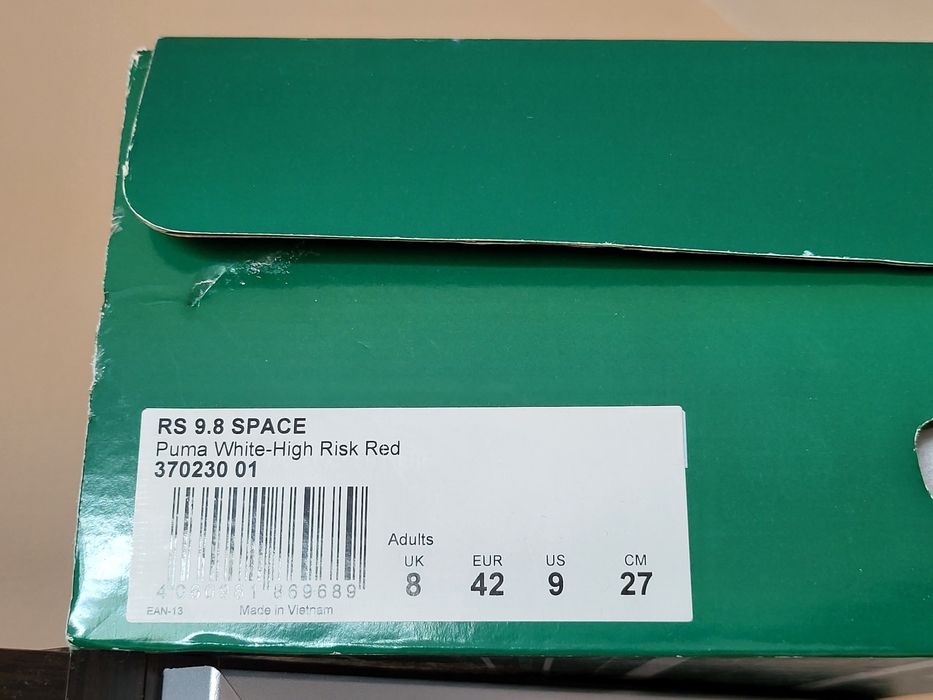 RS 9.8 SPACE
Puma White-High Risk Red
370230 01
Adults
UK EUR US CM
8 42 9 27
869689
EAN-13 Made in Vietnam